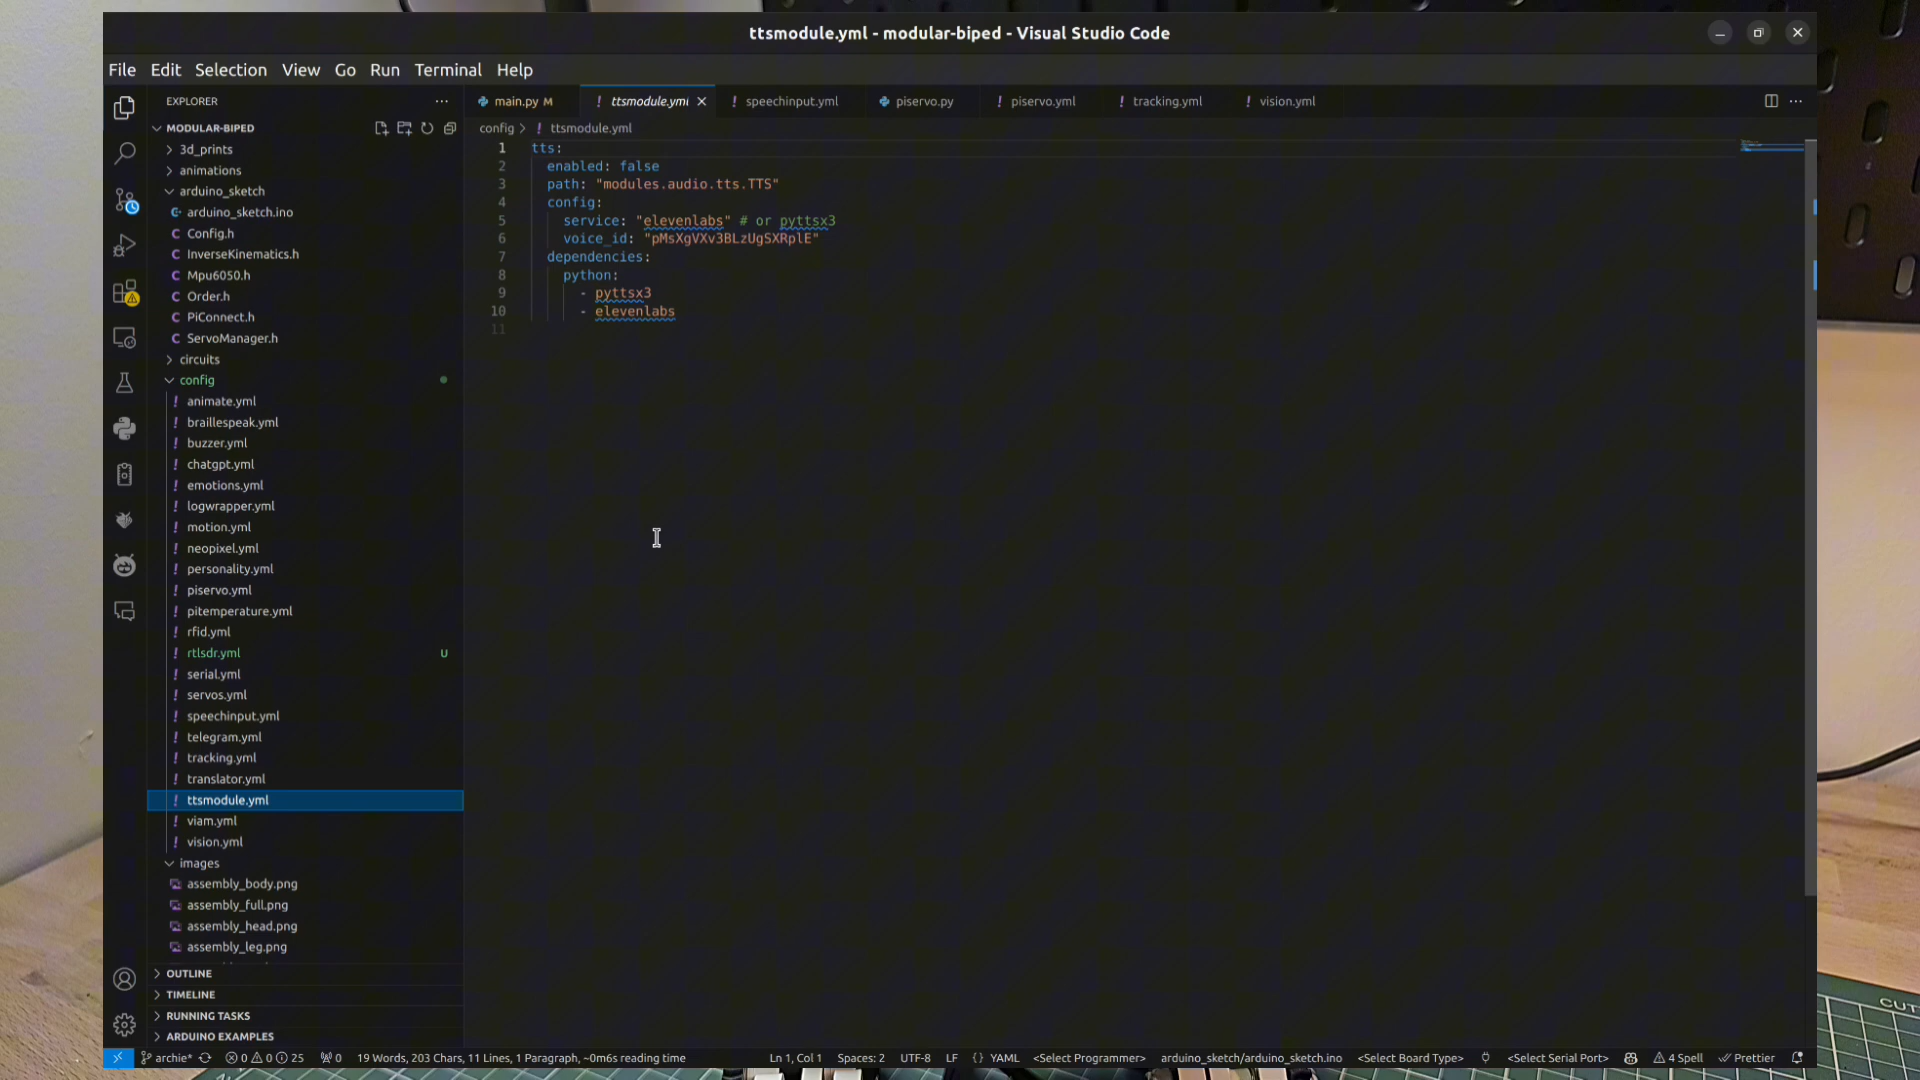 ttsmodule.yml - modular-biped - Visual Studio Code
File Edit Selection View Go Run Terminal Help
EXPLORER
MODULAR-BIPED
3d_prints
animations
arduino_sketch
arduino_sketch.ino
Config.h
InverseKinematics.h
Mpu6050.h
Order.h
PiConnect.h
ServoManager.h
circuits
config
animate.yml
braillespeak.yml
buzzer.yml
chatgpt.yml
emotions.yml
logwrapper.yml
motion.yml
neopixel.yml
personality.yml
piservo.yml
pitemperature.yml
rfid.yml
rtlsdr.yml U
serial.yml
servos.yml
speechinput.yml
telegram.yml
tracking.yml
translator.yml
ttsmodule.yml
viam.yml
vision.yml
images
assembly_body.png
assembly_full.png
assembly_head.png
assembly_leg.png
OUTLINE
TIMELINE
RUNNING TASKS
ARDUINO EXAMPLES
main.py M ! ttsmodule.yml ! speechinput.yml piservo.py ! piservo.yml ! tracking.yml ! vision.yml
config > ! ttsmodule.yml
1 tts:
2 enabled: false
3 path: "modules.audio.tts.TTS"
4 config:
5 service: "elevenlabs" # or pyttsx3
6 voice_id: "pMsXgVXv3BLzUgSXRplE"
7 dependencies:
8 python:
9 - pyttsx3
10 - elevenlabs
11
archie* 0 0 25 0 19 Words, 203 Chars, 11 Lines, 1 Paragraph, ~0m6s reading time Ln 1, Col 1 Spaces: 2 UTF-8 LF {} YAML <Select Programmer> arduino_sketch/arduino_sketch.ino <Select Board Type> <Select Serial Port> 4 Spell Prettier